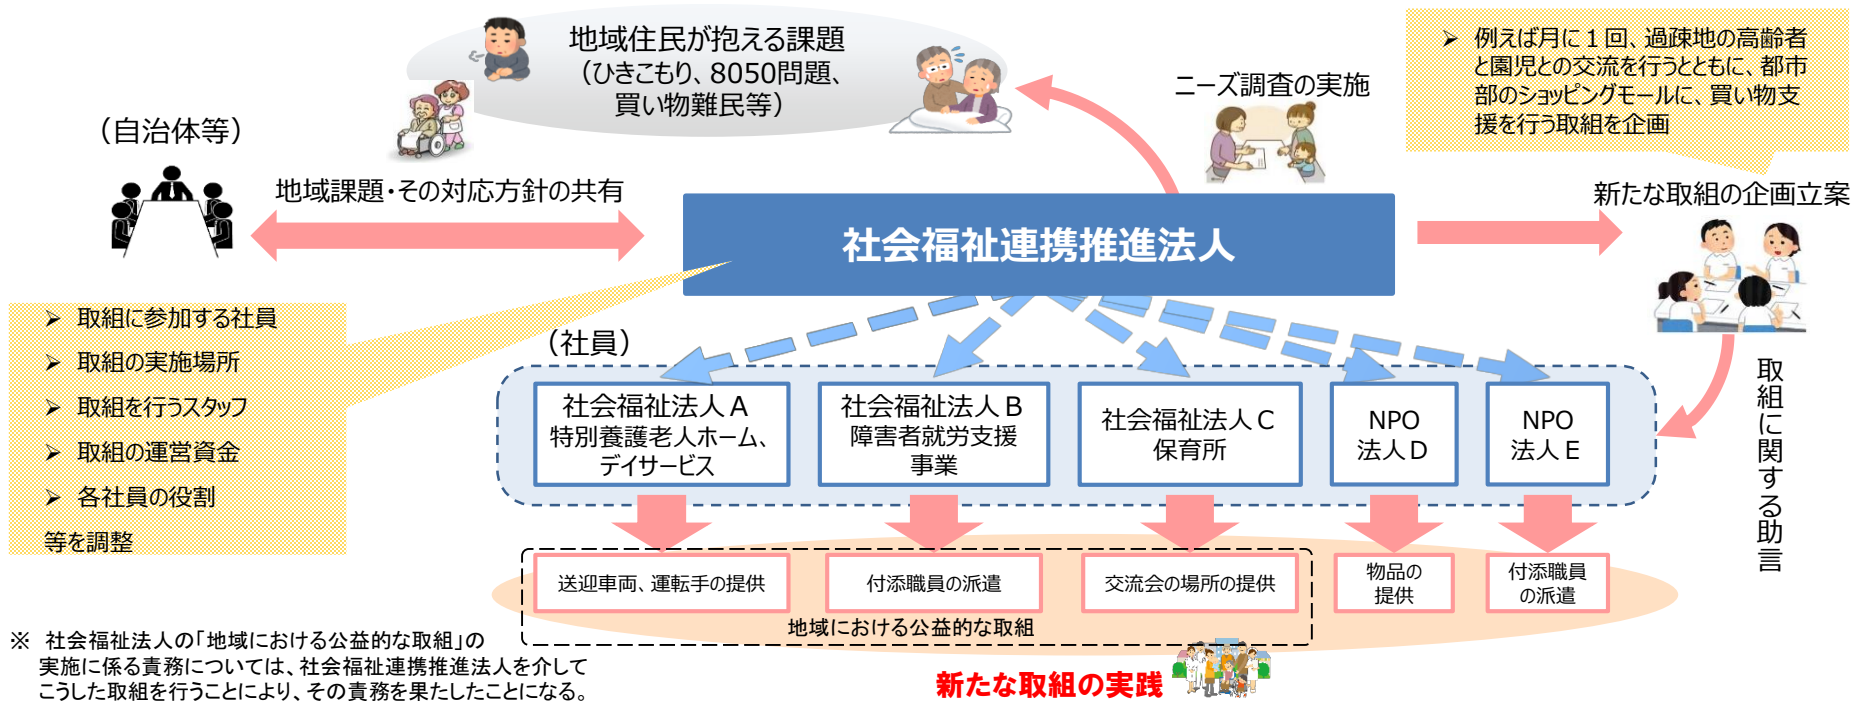 地域住民が抱える課題
（ひきこもり、8050問題、
買い物難民等）
ニーズ調査の実施
➢ 例えば月に１回、過疎地の高齢者
と園児との交流を行うとともに、都市
部のショッピングモールに、買い物支
援を行う取組を企画
（自治体等）
地域課題・その対応方針の共有
社会福祉連携推進法人
新たな取組の企画立案
➢ 取組に参加する社員
➢ 取組の実施場所
➢ 取組を行うスタッフ
➢ 取組の運営資金
➢ 各社員の役割
等を調整
（社員）
社会福祉法人Ａ
特別養護老人ホーム、
デイサービス
社会福祉法人Ｂ
障害者就労支援
事業
社会福祉法人Ｃ
保育所
NPO
法人Ｄ
NPO
法人Ｅ
取組に関する助言
送迎車両、運転手の提供
付添職員の派遣
交流会の場所の提供
物品の
提供
付添職員
の派遣
地域における公益的な取組
新たな取組の実践
※ 社会福祉法人の「地域における公益的な取組」の
実施に係る責務については、社会福祉連携推進法人を介して
こうした取組を行うことにより、その責務を果たしたことになる。